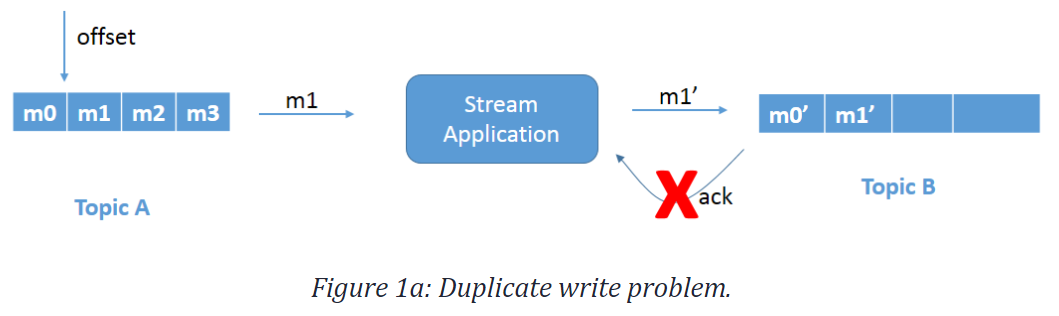 offset
m0 m1 m2 m3
m1
Stream
Application
m1’
m0’ m1’
ack
X
Topic A
Topic B
Figure 1a: Duplicate write problem.